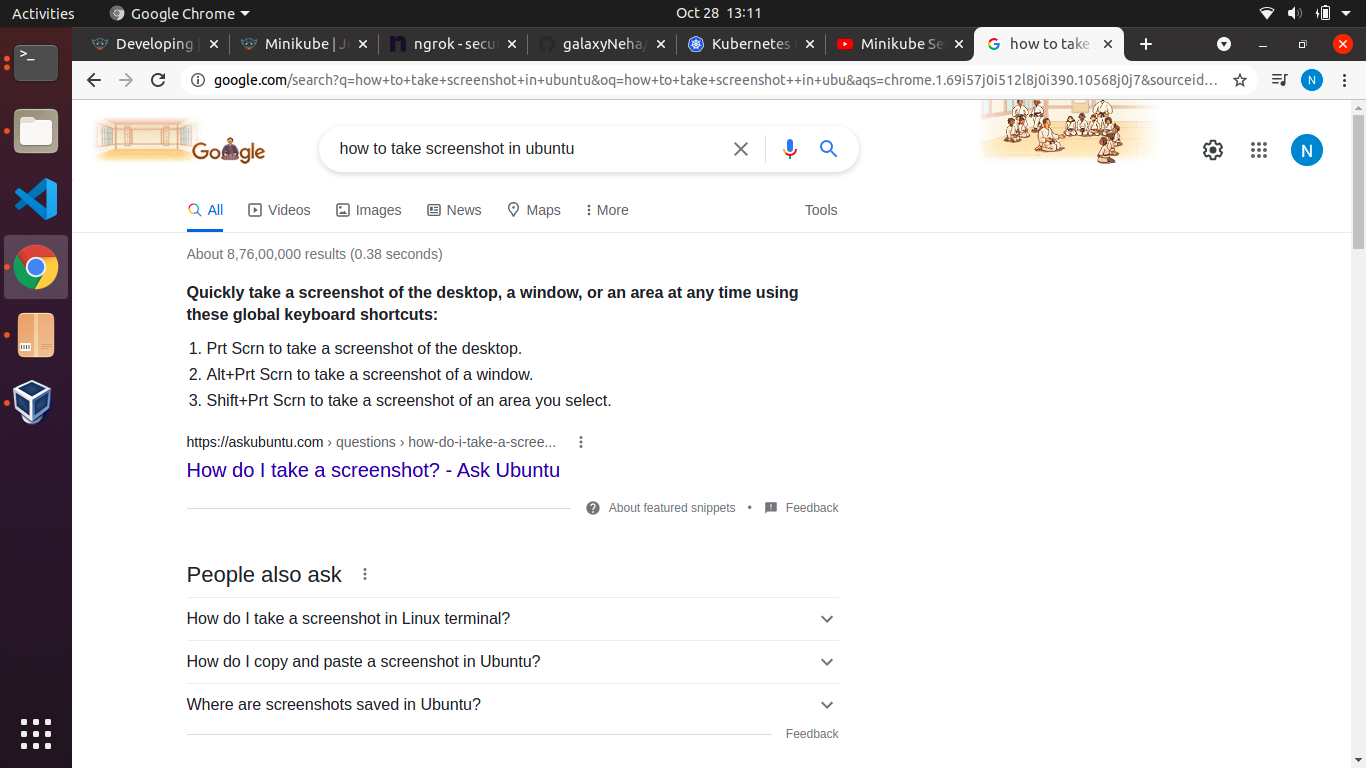 Activities Google Chrome Oct 28 13:11
Developing Minikube | J ngrok - secu galaxyNeha/ Kubernetes Minikube Se how to take
google.com/search?q=how+to+take+screenshot+in+ubuntu&oq=how+to+take+screenshot++in+ubu&aqs=chrome.1.69i57j0i512l8j0i390.10568j0j7&sourceid... N
Google how to take screenshot in ubuntu N
All Videos Images News Maps More Tools
About 8,76,00,000 results (0.38 seconds)
Quickly take a screenshot of the desktop, a window, or an area at any time using
these global keyboard shortcuts:
1. Prt Scrn to take a screenshot of the desktop.
2. Alt+Prt Scrn to take a screenshot of a window.
3. Shift+Prt Scrn to take a screenshot of an area you select.
https://askubuntu.com › questions › how-do-i-take-a-scree...
How do I take a screenshot? - Ask Ubuntu
About featured snippets • Feedback
People also ask
How do I take a screenshot in Linux terminal?
How do I copy and paste a screenshot in Ubuntu?
Where are screenshots saved in Ubuntu?
Feedback